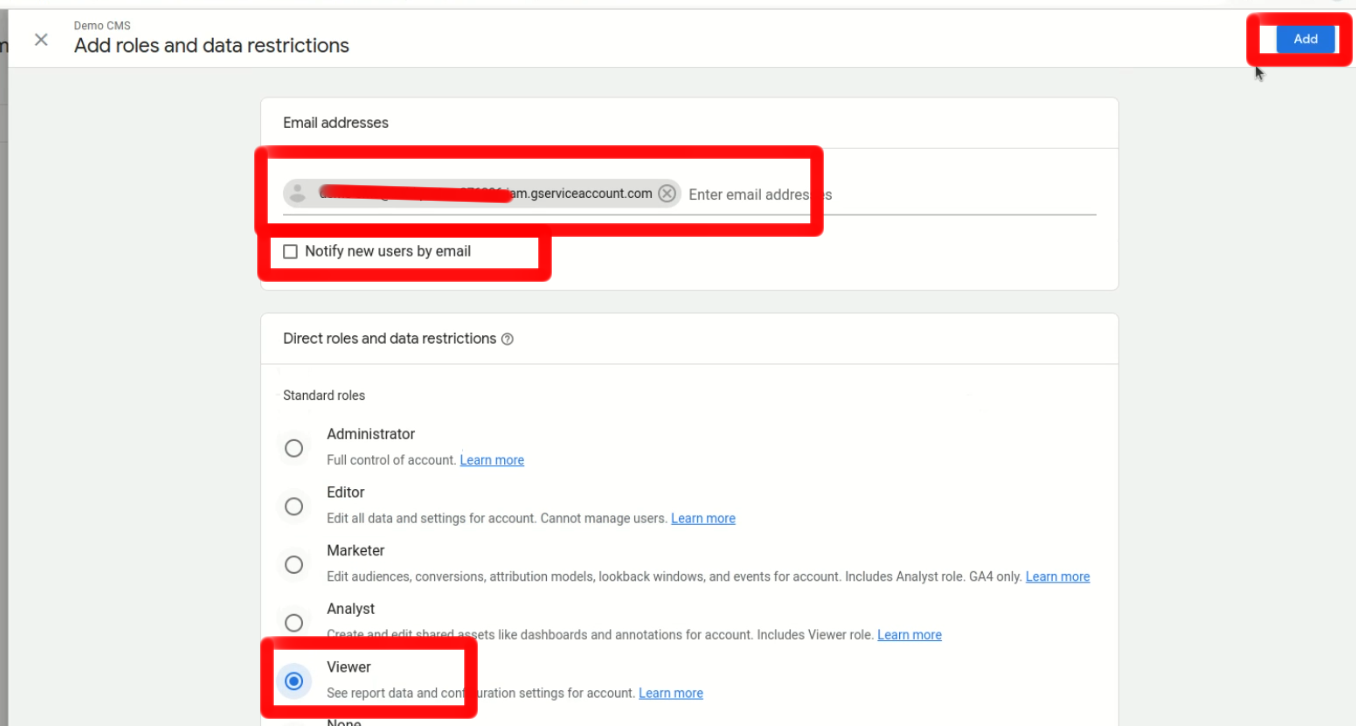 Demo CMS
Add roles and data restrictions
Add
Email addresses
am.gserviceaccount.com
Enter email addresses
Notify new users by email
Direct roles and data restrictions
Standard roles
Administrator
Full control of account. Learn more
Editor
Edit all data and settings for account. Cannot manage users. Learn more
Marketer
Edit audiences, conversions, attribution models, lookback windows, and events for account. Includes Analyst role. GA4 only. Learn more
Analyst
Create and edit shared assets like dashboards and annotations for account. Includes Viewer role. Learn more
Viewer
See report data and configuration settings for account. Learn more
None